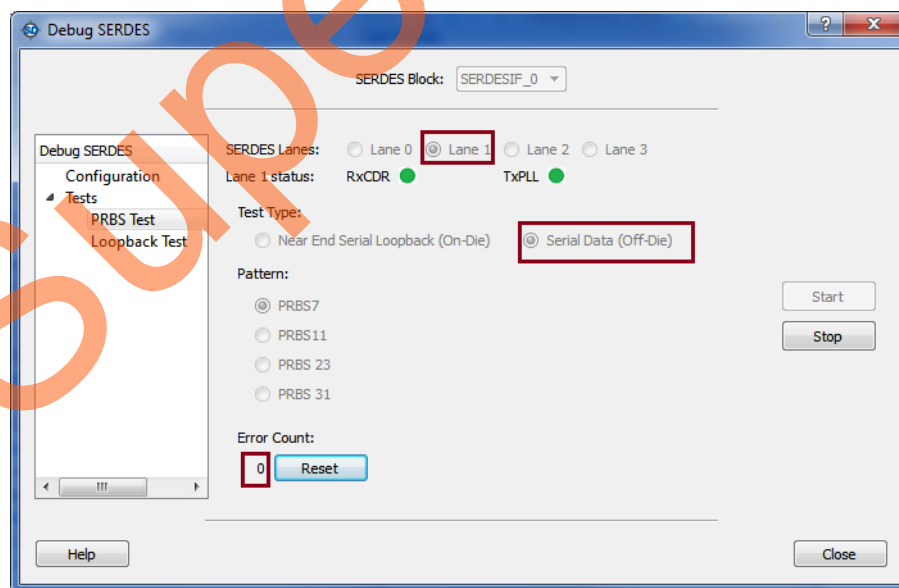 Debug SERDES
SERDES Block: SERDESIF_0
Debug SERDES
Configuration
Tests
PRBS Test
Loopback Test
SERDES Lanes: Lane 0 Lane 1 Lane 2 Lane 3
Lane 1 status: RxCDR TxPLL
Test Type:
Near End Serial Loopback (On-Die) Serial Data (Off-Die)
Pattern:
PRBS7
PRBS11
PRBS 23
PRBS 31
Start
Stop
Error Count:
0 Reset
Help Close
Supe